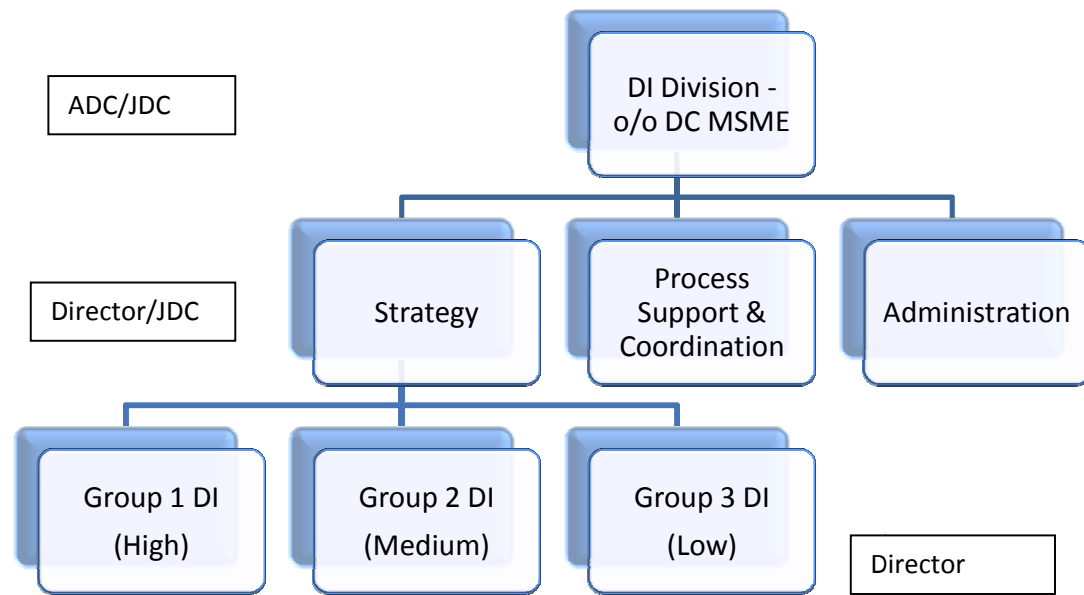 ADC/JDC
DI Division -
o/o DC MSME
Director/JDC
Strategy
Process
Support &
Coordination
Administration
Group 1 DI
(High)
Group 2 DI
(Medium)
Group 3 DI
(Low)
Director